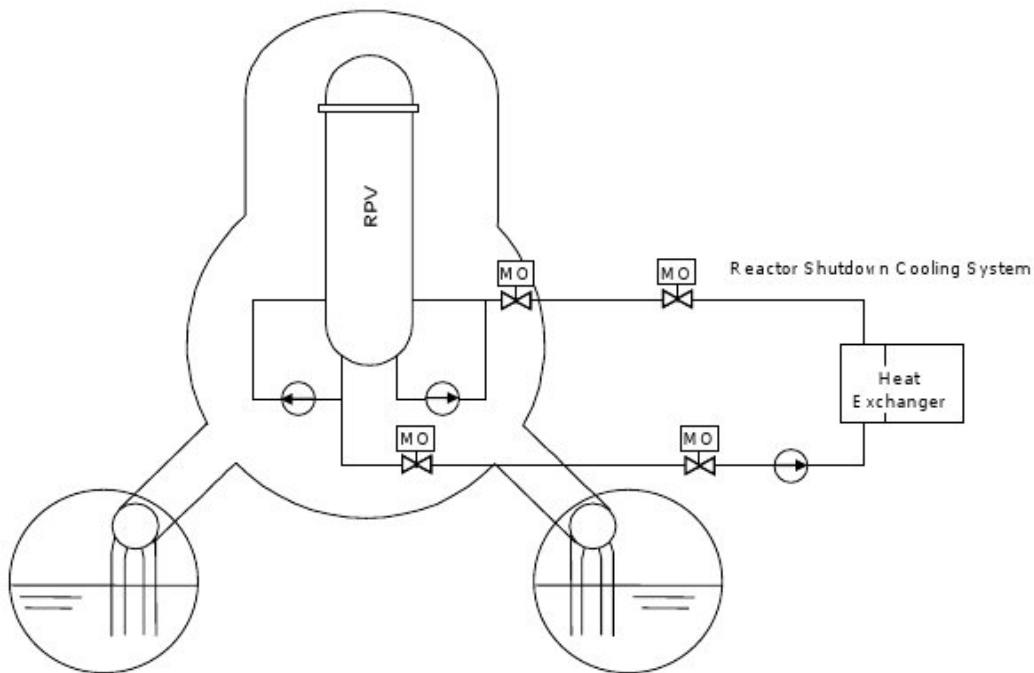 RPV
MO
MO
Reactor Shutdown Cooling System
Heat
Exchanger
MO
MO